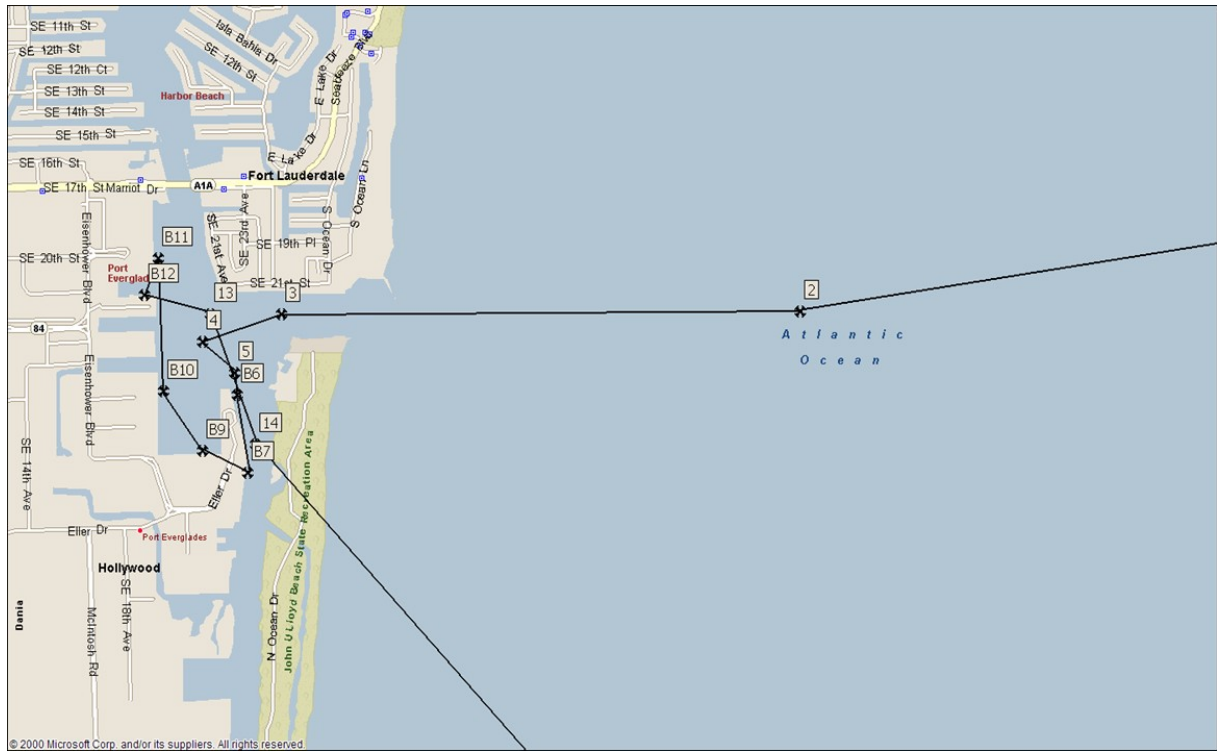 SE 11th St
SE 12th St
SE 12th Ct
SE 13th St
SE 14th St
SE 15th St
SE 16th St
SE 17th St Marriot Dr
A1A
Isla Bahia Dr
SE 12th St
Harbor Beach
E Lake Dr
E Lake Dr
Fort Lauderdale
S Ocean Ln
S Ocean Dr
SE 23rd Ave
SE 21st Ave
SE 19th Pl
SE 21st St
Eisenhower Blvd
SE 20th St
Port
Everglad
B11
B12
13
3
2
4
5
B6
B10
B9
14
B7
84
Atlantic
Ocean
Eisenhower Blvd
SE 14th Ave
Eller Dr
Eller Dr
Port Everglades
Hollywood
Dania
McIntosh Rd
SE 18th Ave
N Ocean Dr
John U Lloyd Beach State Recreation Area
© 2000 Microsoft Corp. and/or its suppliers. All rights reserved.